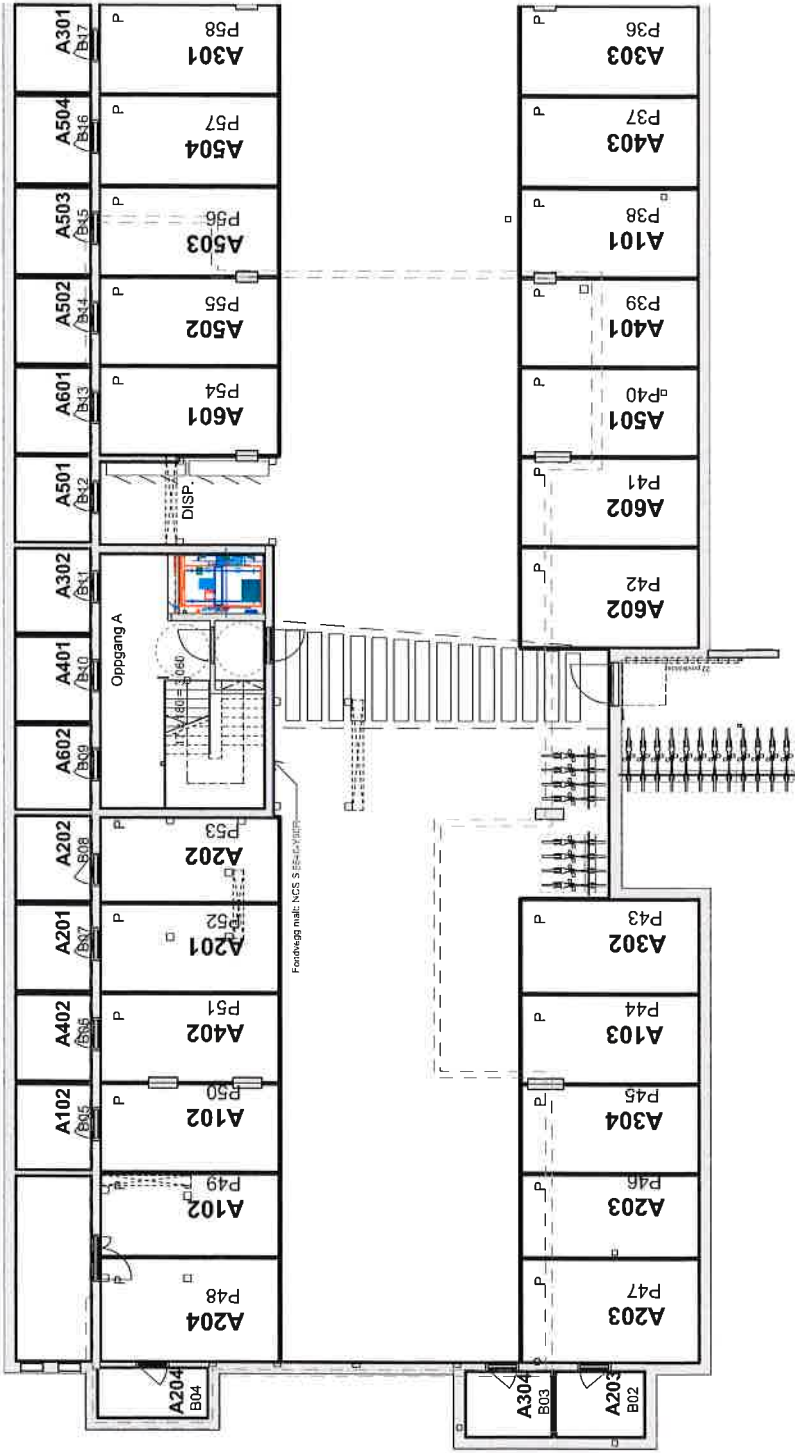 A301
B17
P
P58
A301
P
P36
A303
A504
B16
P
P57
A504
P
P37
A403
A503
B15
P
P56
A503
P
P38
A101
A502
B14
P
P55
A502
P
P39
A401
A601
B13
P
P54
A601
P
P40
A501
A501
B12
DISP.
P
P41
A602
A302
B11
P
P42
A602
Oppgang A
A401
B10
A602
B09
A202
B08
P
P53
A202
Fondvegg malt: NCS S
A201
B07
P
P52
A201
P
P43
A302
A402
B06
P
P51
A402
P
P44
A103
A102
B05
P
P50
A102
P
P45
A304
P
P49
A102
P
P46
A203
P
P48
A204
P
P47
A203
A204
B04
A304
B03
A203
B02